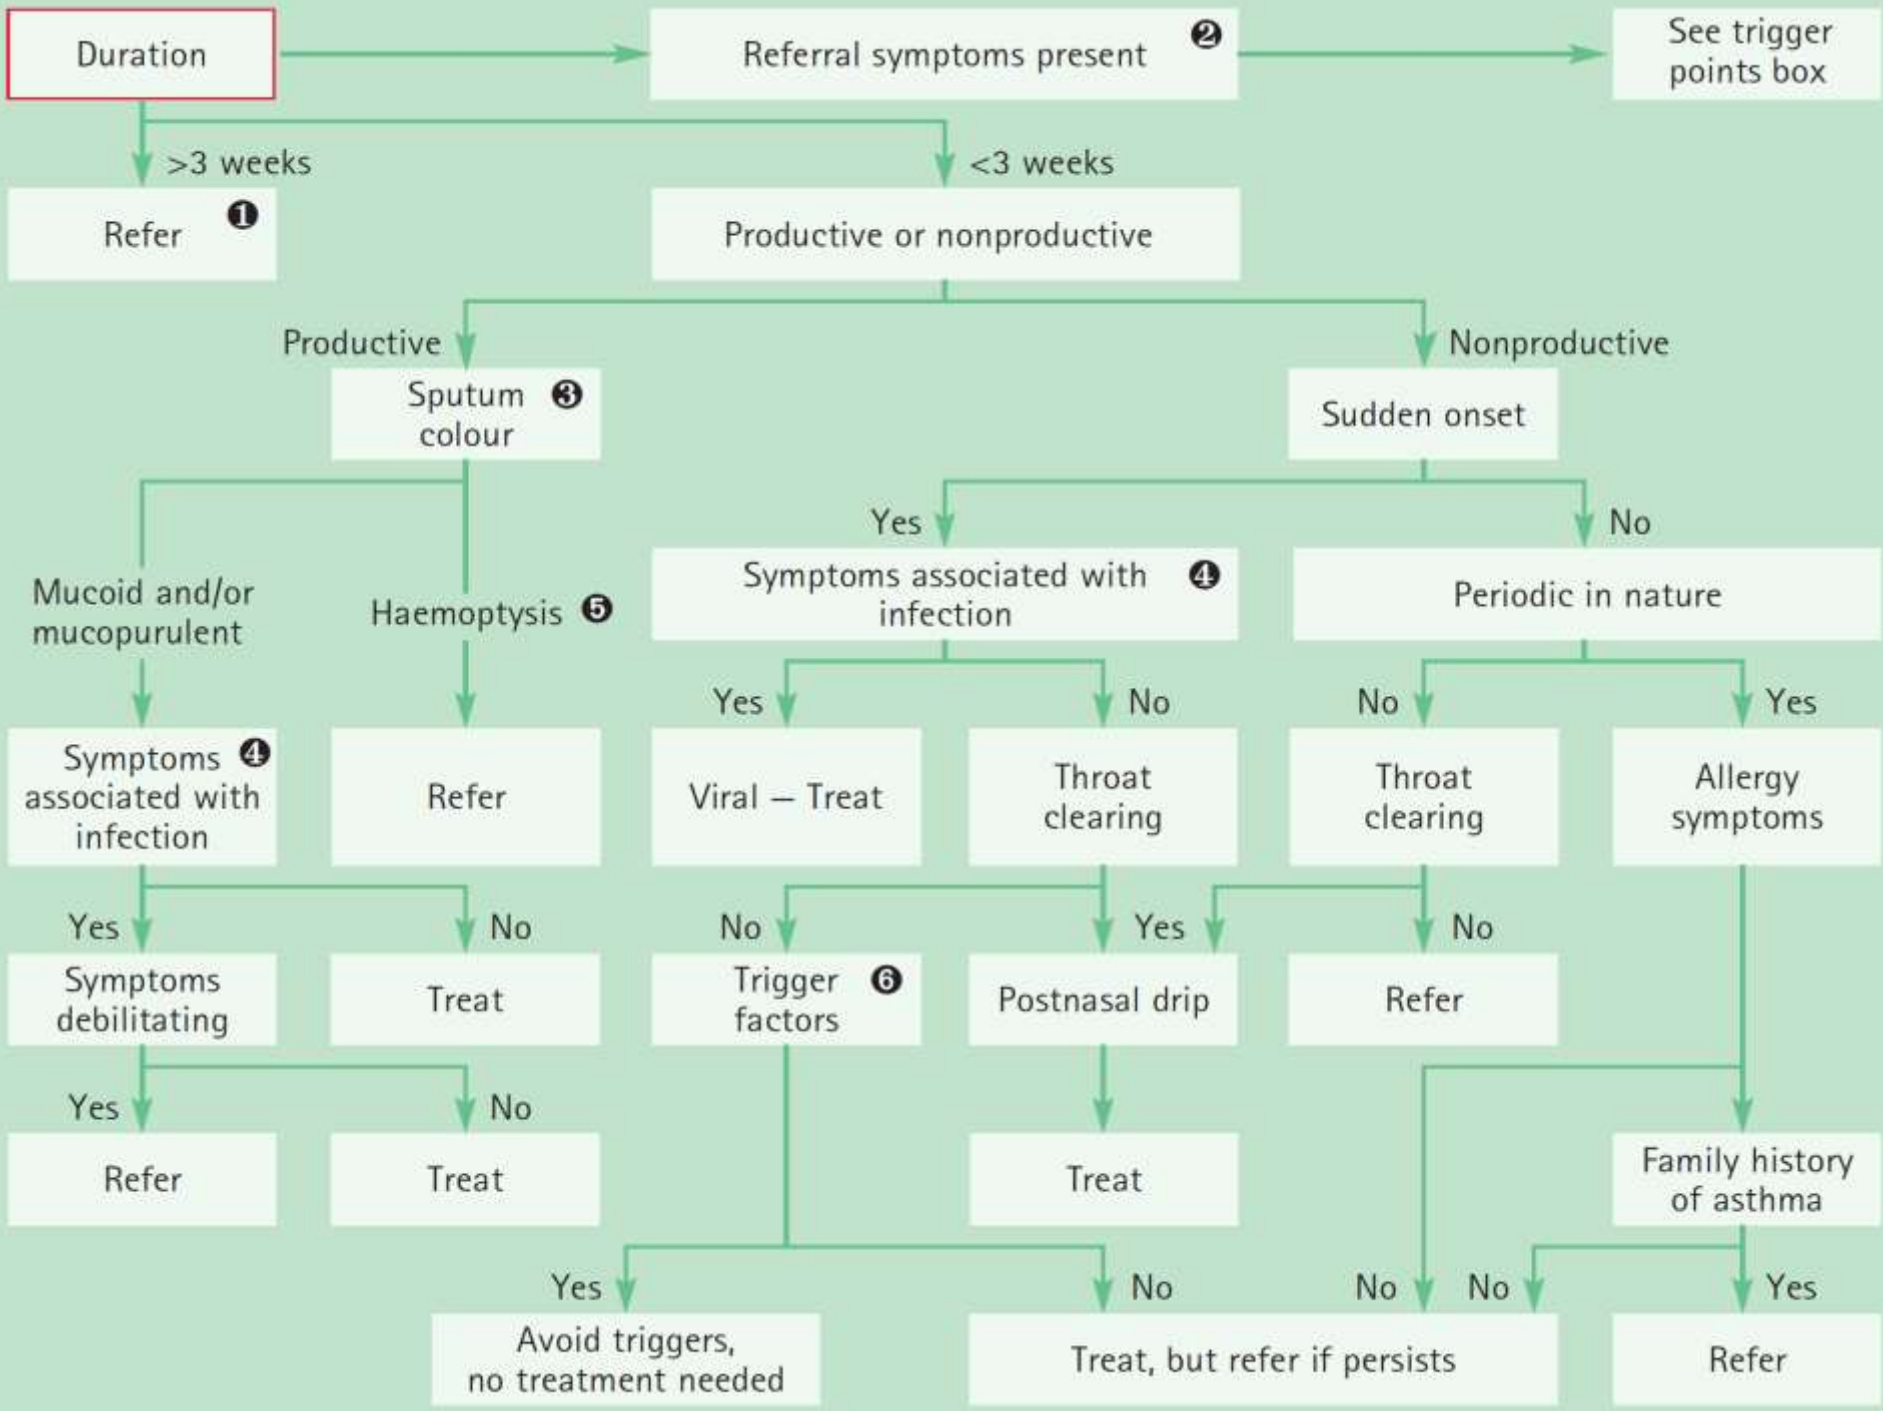 Duration
Referral symptoms present ❷
See trigger
points box
>3 weeks
<3 weeks
Refer ❶
Productive or nonproductive
Productive
Nonproductive
Sputum ❸
colour
Sudden onset
Yes
No
Mucoid and/or
mucopurulent
Haemoptysis ❺
Symptoms associated with ❹
infection
Periodic in nature
Yes
No
No
Yes
Symptoms ❹
associated with
infection
Refer
Viral – Treat
Throat
clearing
Throat
clearing
Allergy
symptoms
Yes
No
No
Yes
No
Symptoms
debilitating
Treat
Trigger ❻
factors
Postnasal drip
Refer
Yes
No
Refer
Treat
Treat
Family history
of asthma
Yes
No
No
No
Yes
Avoid triggers,
no treatment needed
Treat, but refer if persists
Refer